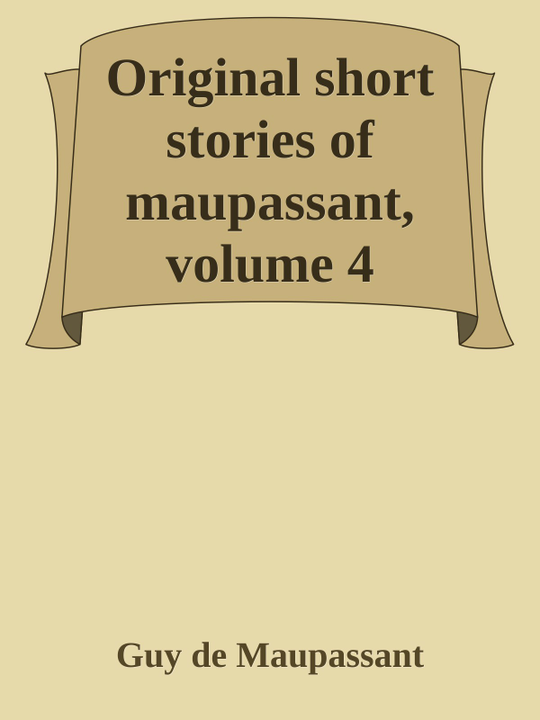 Original short
stories of
maupassant,
volume 4
Guy de Maupassant